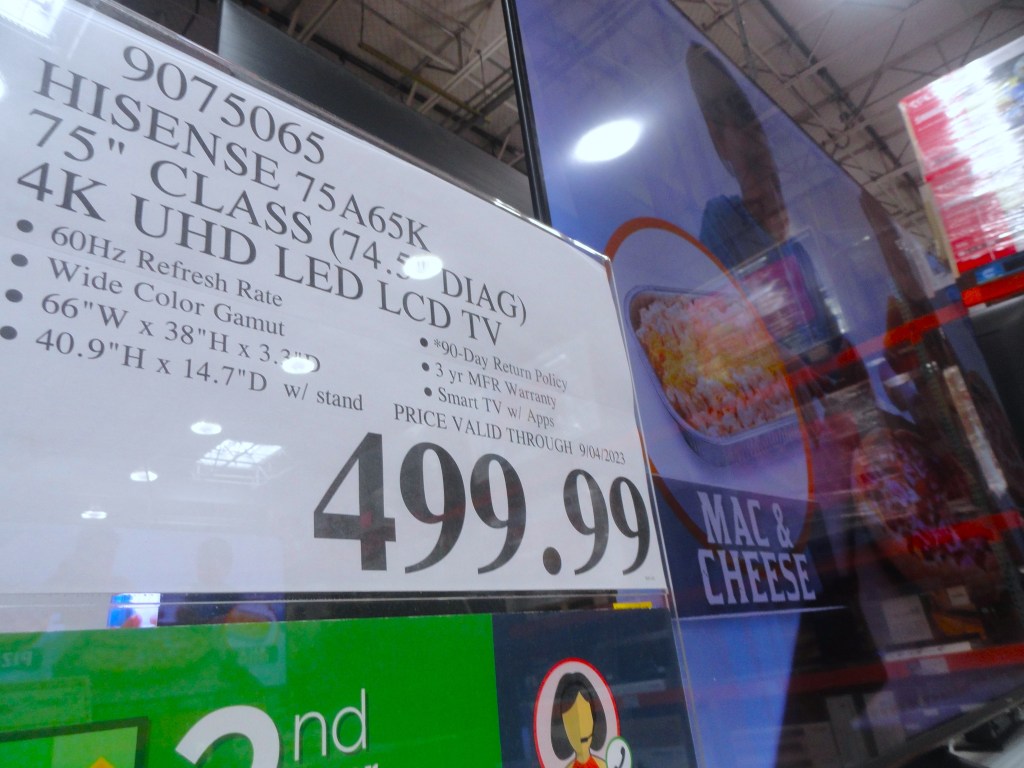 9075065
HISENSE 75A65K
75" CLASS (74.5" DIAG)
4K UHD LED LCD TV
• 60Hz Refresh Rate
• Wide Color Gamut
• 66"W x 38"H x 3.3"D
• 40.9"H x 14.7"D w/ stand
• *90-Day Return Policy
• 3 yr MFR Warranty
• Smart TV w/ Apps
PRICE VALID THROUGH 9/04/2023
499.99
MAC &
CHEESE
2nd